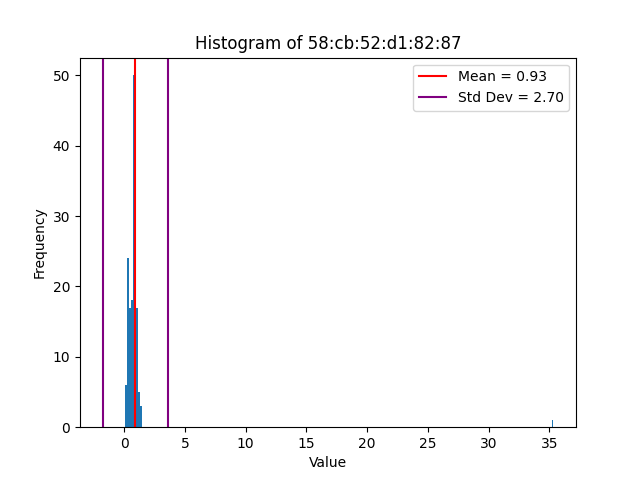 Histogram of 58:cb:52:d1:82:87
Mean = 0.93
Std Dev = 2.70
50
40
30
20
10
0
Frequency
0 5 10 15 20 25 30 35
Value